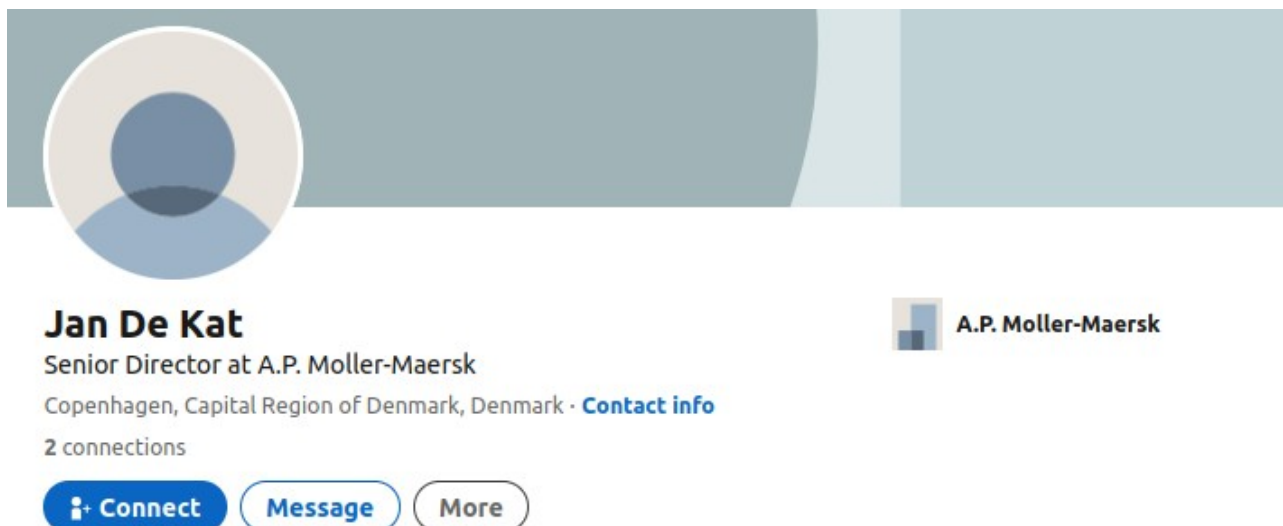 Jan De Kat
A.P. Moller-Maersk
Senior Director at A.P. Moller-Maersk
Copenhagen, Capital Region of Denmark, Denmark · Contact info
2 connections
Connect
Message
More